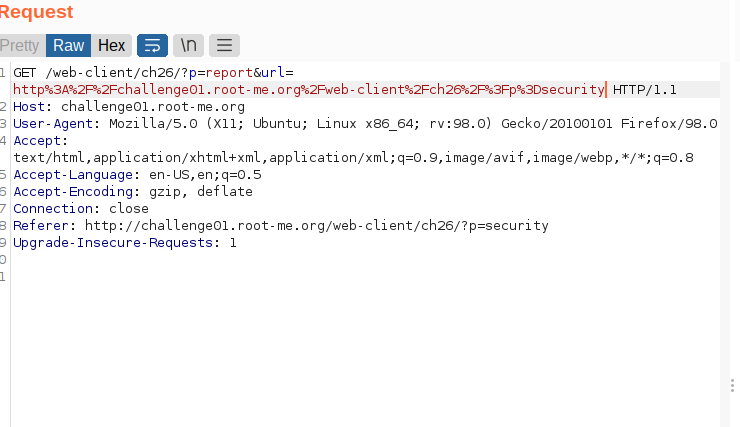 Request
Pretty Raw Hex \n
1 GET /web-client/ch26/?p=report&url=
http%3A%2F%2Fchallenge01.root-me.org%2Fweb-client%2Fch26%2F%3Fp%3Dsecurity HTTP/1.1
2 Host: challenge01.root-me.org
3 User-Agent: Mozilla/5.0 (X11; Ubuntu; Linux x86_64; rv:98.0) Gecko/20100101 Firefox/98.0
4 Accept:
text/html,application/xhtml+xml,application/xml;q=0.9,image/avif,image/webp,*/*;q=0.8
5 Accept-Language: en-US,en;q=0.5
6 Accept-Encoding: gzip, deflate
7 Connection: close
8 Referer: http://challenge01.root-me.org/web-client/ch26/?p=security
9 Upgrade-Insecure-Requests: 1
0
1